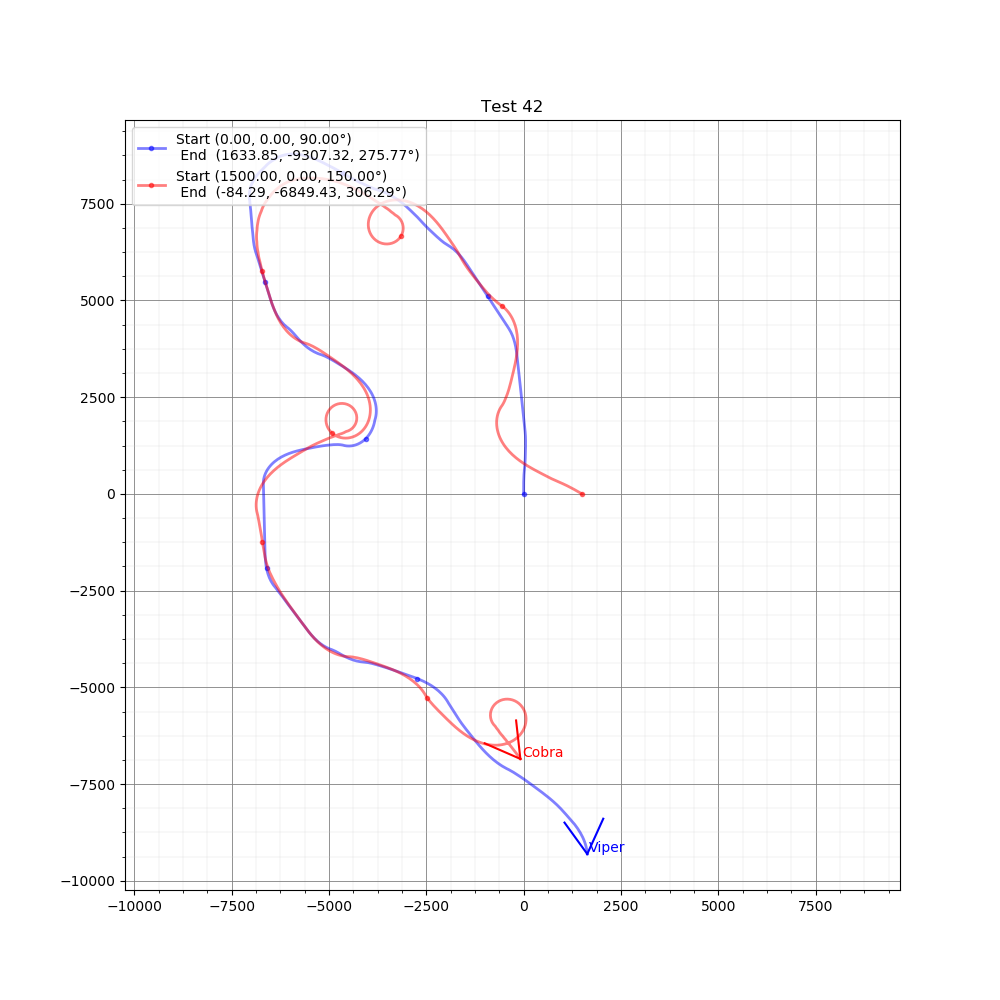 Test 42
Start (0.00, 0.00, 90.00°)
End (1633.85, -9307.32, 275.77°)
Start (1500.00, 0.00, 150.00°)
End (-84.29, -6849.43, 306.29°)
7500
5000
2500
0
−2500
−5000
−7500
−10000
Cobra
Viper
−10000 −7500 −5000 −2500 0 2500 5000 7500